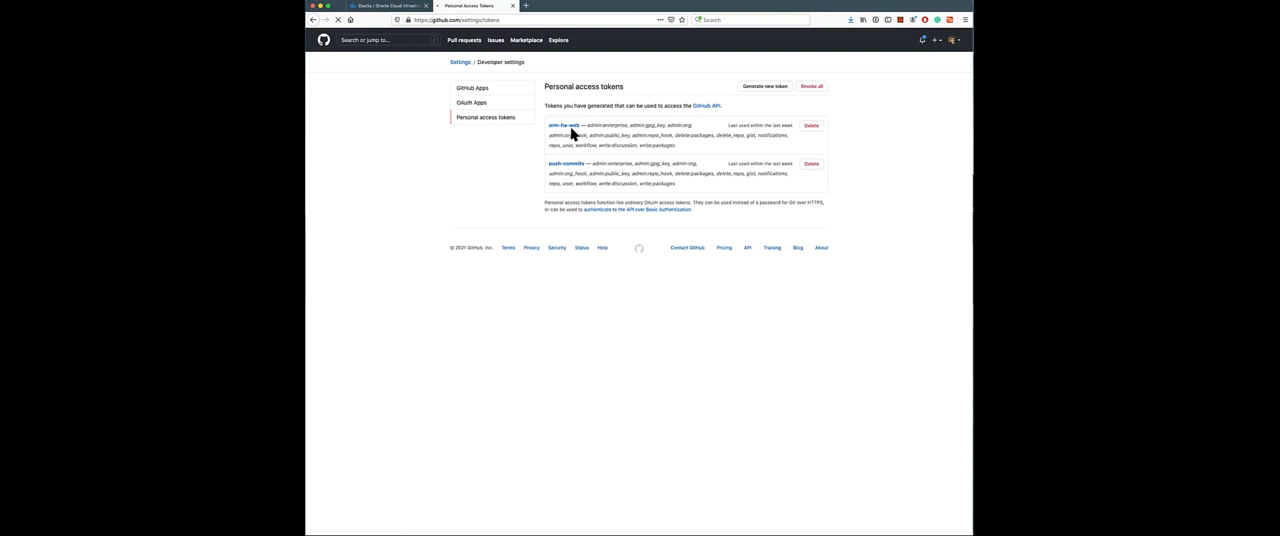 Stacks | Oracle Cloud Infrastr
Personal Access Tokens
https://github.com/settings/tokens
Search
Search or jump to...
/
Pull requests
Issues
Marketplace
Explore
Settings / Developer settings
GitHub Apps
OAuth Apps
Personal access tokens
Personal access tokens
Generate new token
Revoke all
Tokens you have generated that can be used to access the GitHub API.
orm-ha-web — admin:enterprise, admin:gpg_key, admin:org,
Last used within the last week
Delete
hook, admin:public_key, admin:repo_hook, delete:packages, delete_repo, gist, notifications,
repo, user, workflow, write:discussion, write:packages
push-commits — admin:enterprise, admin:gpg_key, admin:org,
Last used within the last week
Delete
admin:org_hook, admin:public_key, admin:repo_hook, delete:packages, delete_repo, gist, notifications,
repo, user, workflow, write:discussion, write:packages
Personal access tokens function like ordinary OAuth access tokens. They can be used instead of a password for Git over HTTPS,
or can be used to authenticate to the API over Basic Authentication.
© 2021 GitHub, Inc.
Terms
Privacy
Security
Status
Help
Contact GitHub
Pricing
API
Training
Blog
About